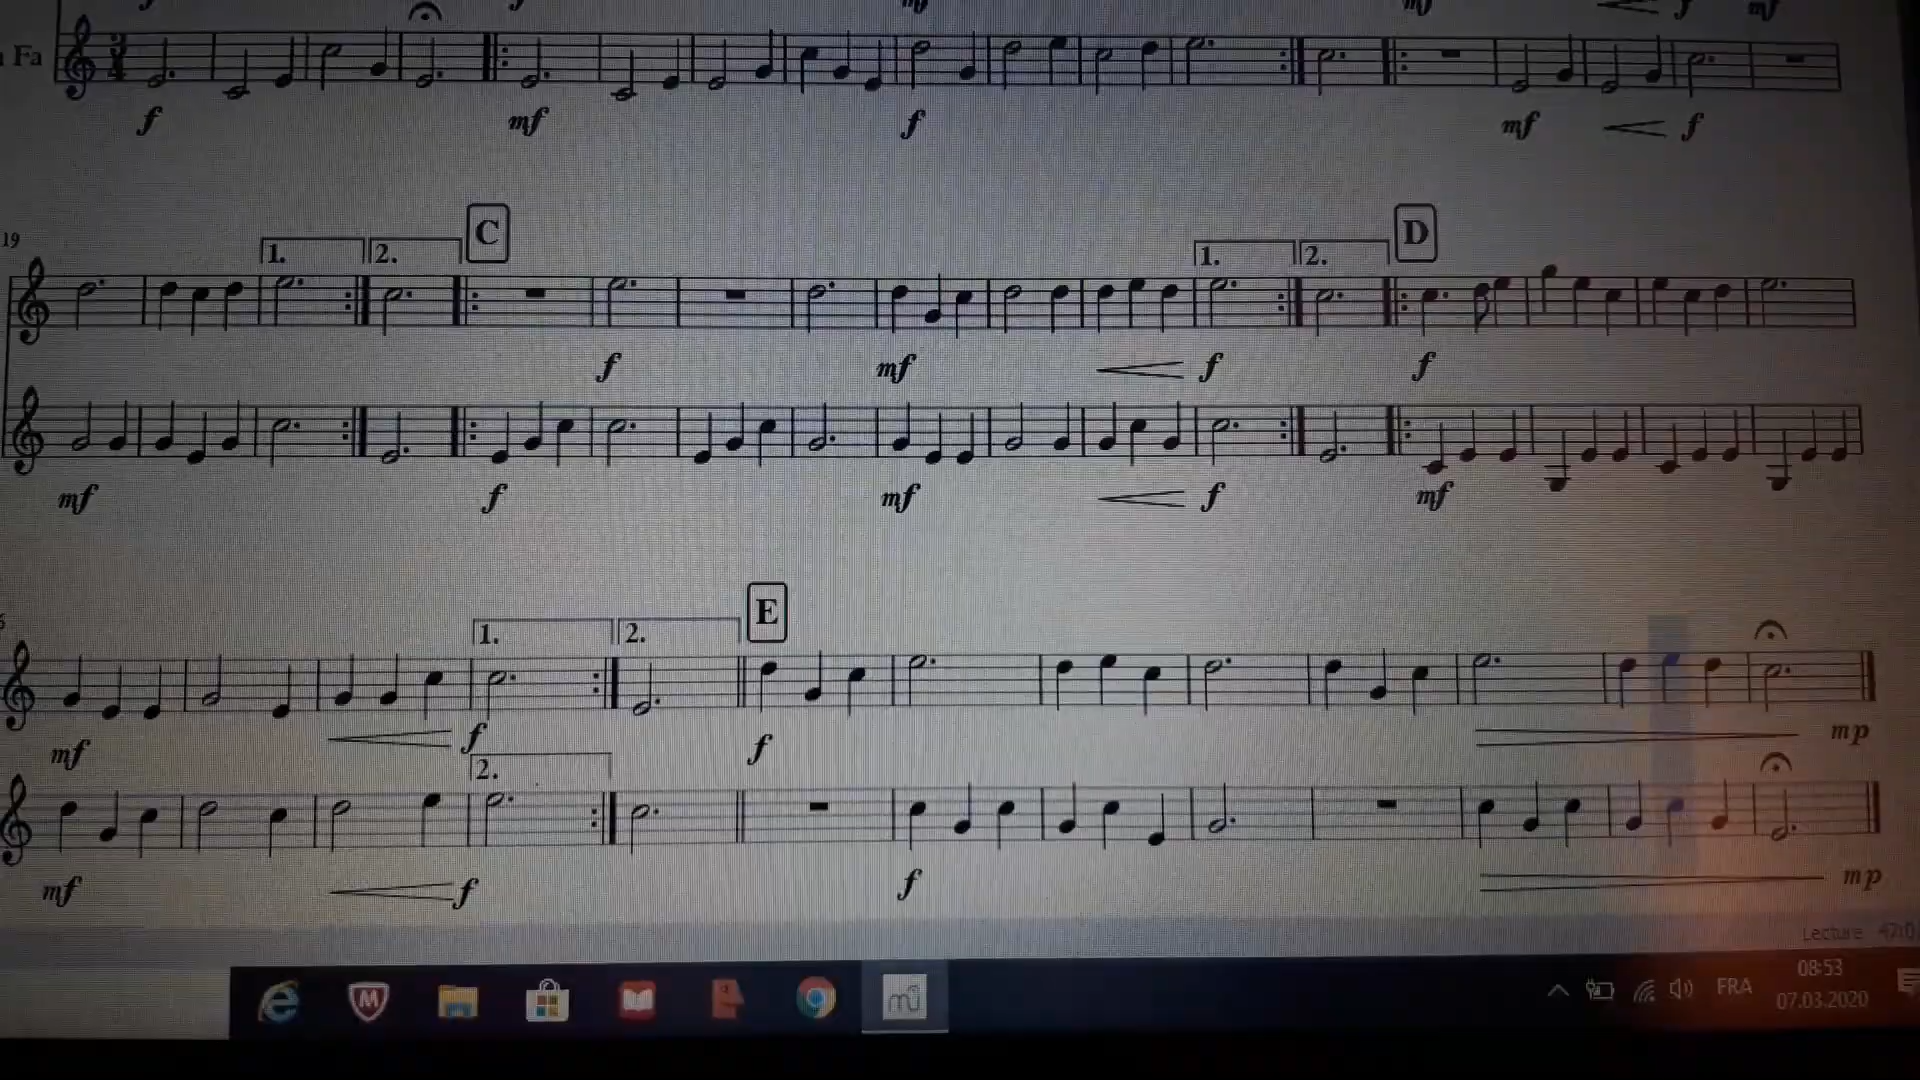 Fa
f mf f mf f
19 1. 2. C 1. 2. D
f mf f f
mf f mf f mf
1. 2. E
mf f f mp
2.
mf f f mp
Lecture
08:53
FRA
07.03.2020